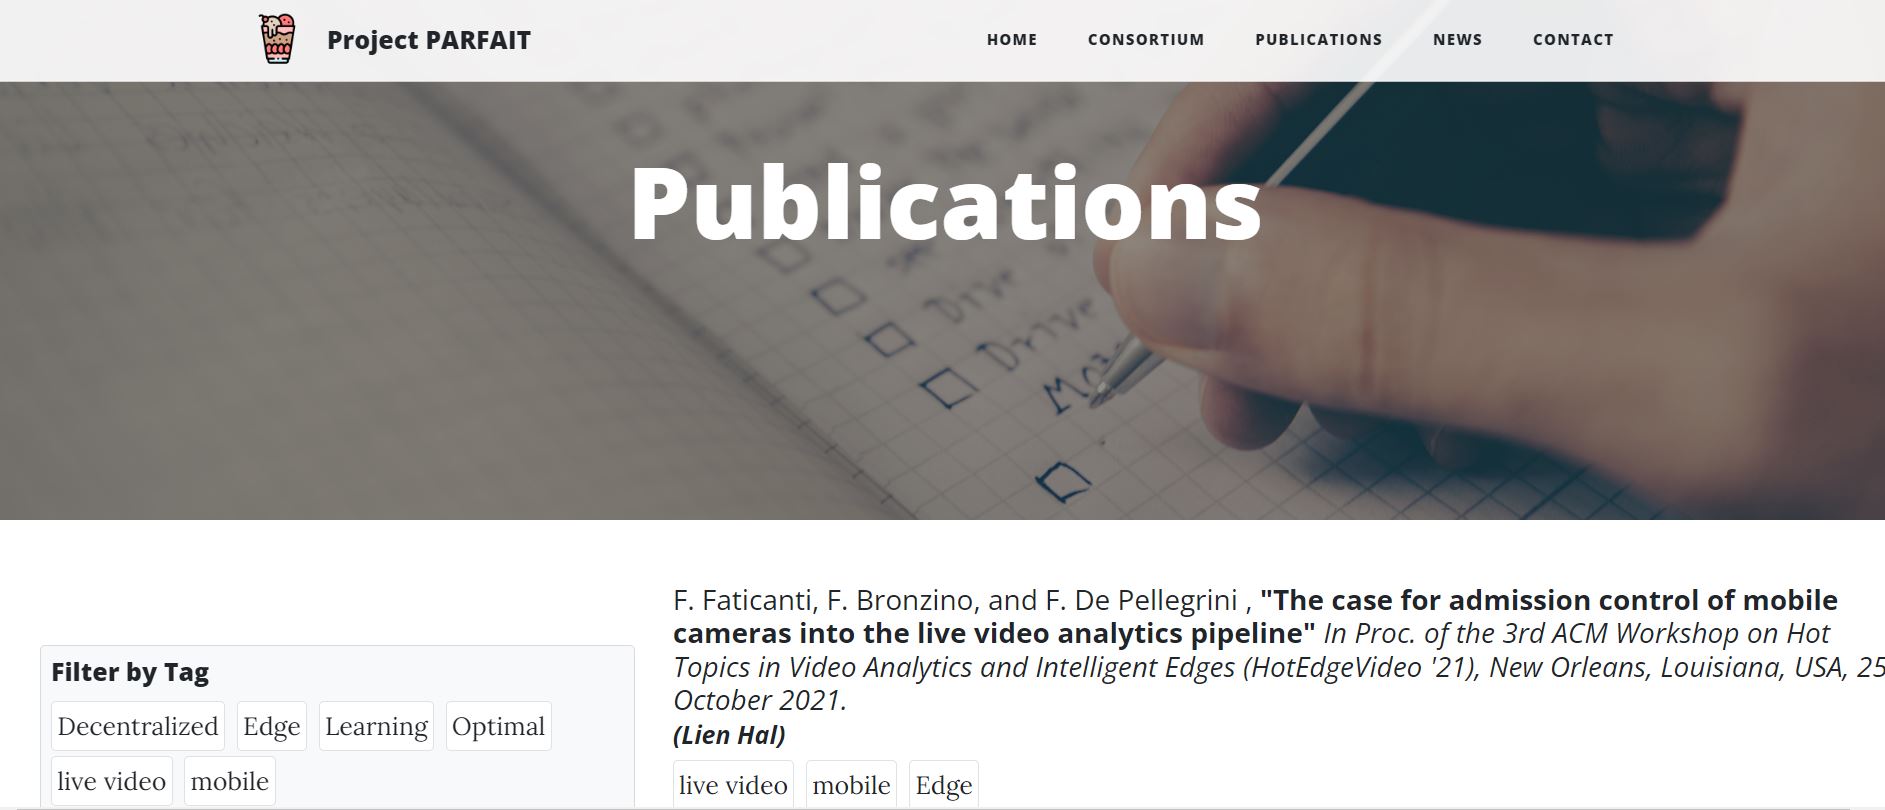 Project PARFAIT
HOME CONSORTIUM PUBLICATIONS NEWS CONTACT
Publications
Drive
Drive
F. Faticanti, F. Bronzino, and F. De Pellegrini , "The case for admission control of mobile
cameras into the live video analytics pipeline" In Proc. of the 3rd ACM Workshop on Hot
Topics in Video Analytics and Intelligent Edges (HotEdgeVideo '21), New Orleans, Louisiana, USA, 25
October 2021.
(Lien Hal)
live video mobile Edge
Filter by Tag
Decentralized Edge Learning Optimal
live video mobile